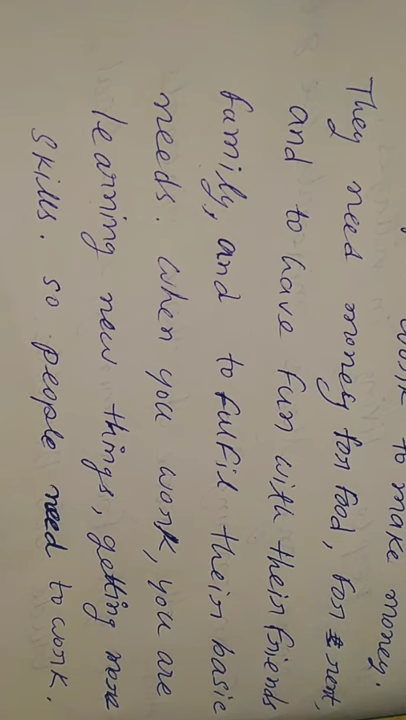 work to make money.
They need money for food, for rent,
and to have fun with their friends
family, and to fulfil their basic
needs. When you work, you are
learning new things, getting more
skills. So people need to work.